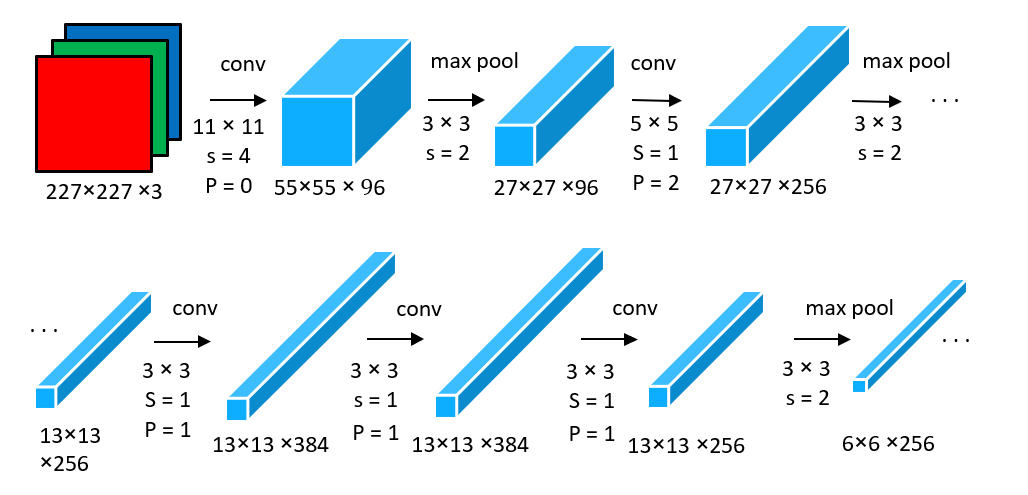 conv
11 × 11
s = 4
P = 0
max pool
3 × 3
s = 2
conv
5 × 5
S = 1
P = 2
max pool
3 × 3
s = 2
. . .
227×227 ×3
55×55 × 96
27×27 ×96
27×27 ×256
. . .
conv
3 × 3
S = 1
P = 1
conv
3 × 3
s = 1
P = 1
conv
3 × 3
S = 1
P = 1
max pool
3 × 3
s = 2
. . .
13×13
×256
13×13 ×384
13×13 ×384
13×13 ×256
6×6 ×256